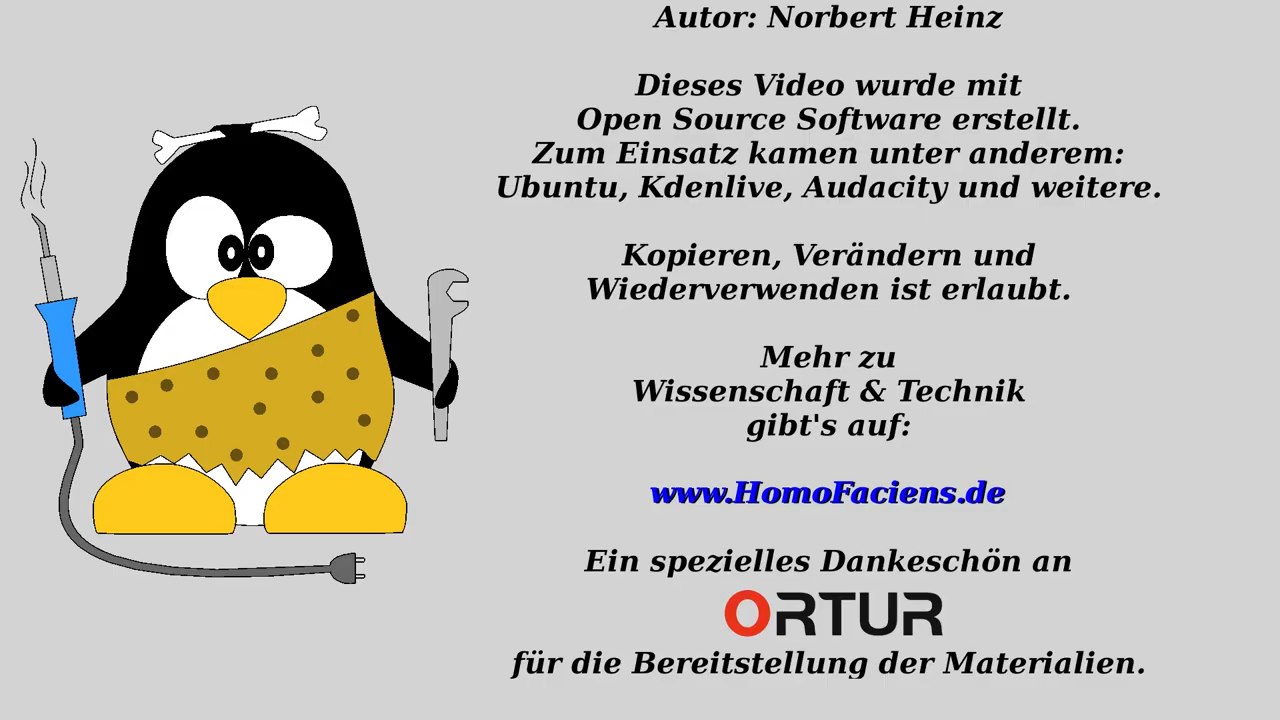 Autor: Norbert Heinz
Dieses Video wurde mit
Open Source Software erstellt.
Zum Einsatz kamen unter anderem:
Ubuntu, Kdenlive, Audacity und weitere.
Kopieren, Verändern und
Wiederverwenden ist erlaubt.
Mehr zu
Wissenschaft & Technik
gibt's auf:
www.HomoFaciens.de
Ein spezielles Dankeschön an
ORTUR
für die Bereitstellung der Materialien.